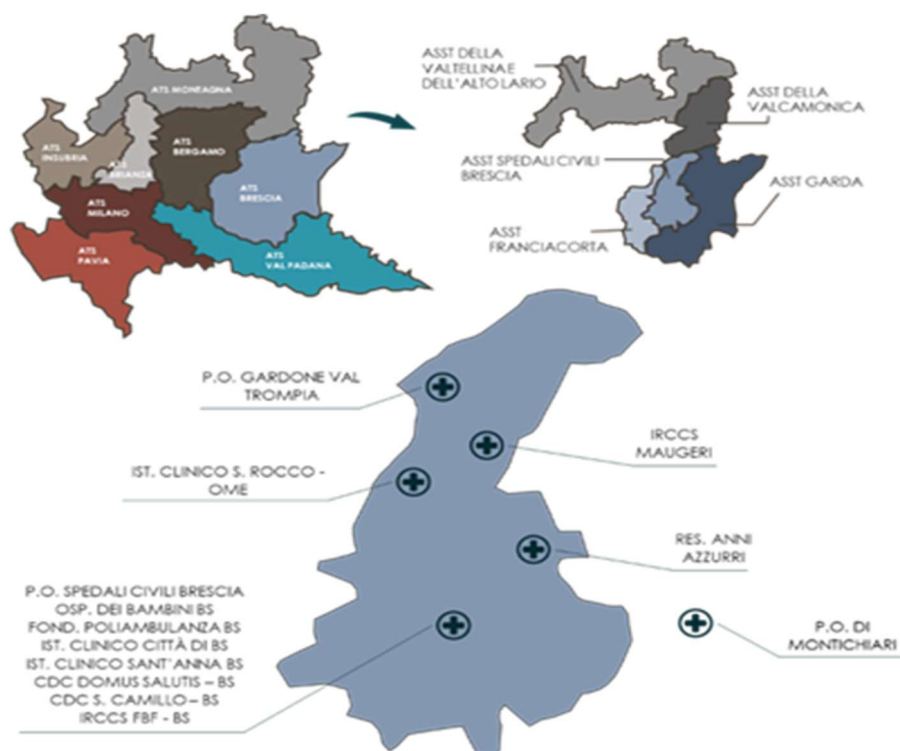 ATS MONTAGNA
ATS
INSUBRIA
ATS
BRIANZA
ATS
BERGAMO
ATS
BRESCIA
ATS
MILANO
ATS
PAVIA
ATS
VAL PADANA
ASST DELLA
VALTELLINA E
DELL'ALTO LARIO
ASST DELLA
VALCAMONICA
ASST SPEDALI CIVILI
BRESCIA
ASST GARDA
ASST
FRANCIACORTA
P.O. GARDONE VAL
TROMPIA
IRCCS
MAUGERI
IST. CLINICO S. ROCCO -
OME
RES. ANNI
AZZURRI
P.O. SPEDALI CIVILI BRESCIA
OSP. DEI BAMBINI BS
FOND. POLIAMBULANZA BS
IST. CLINICO CITTÀ DI BS
IST. CLINICO SANT'ANNA BS
CDC DOMUS SALUTIS – BS
CDC S. CAMILLO – BS
IRCCS FBF - BS
P.O. DI
MONTICHIARI